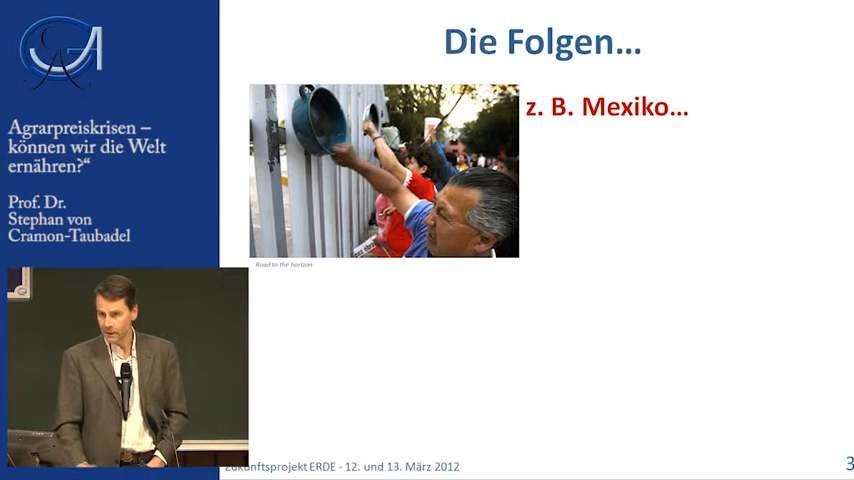 Agrarpreiskrisen –
können wir die Welt
ernähren?“
Prof. Dr.
Stephan von
Cramon-Taubadel
Die Folgen…
z. B. Mexiko…
Road to the horizon
Zukunftsprojekt ERDE - 12. und 13. März 2012
3